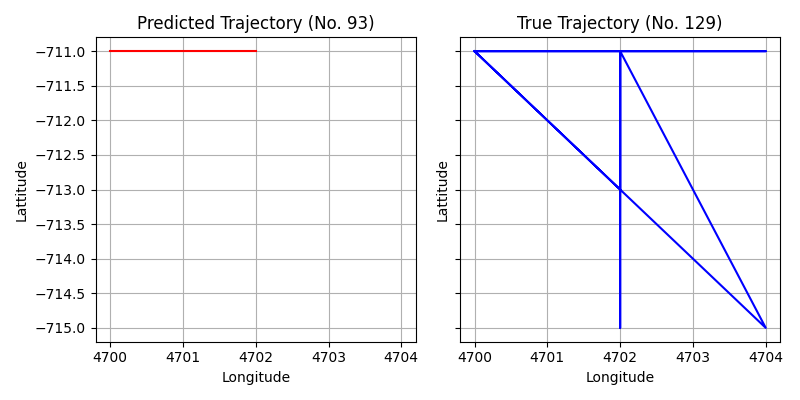 Predicted Trajectory (No. 93)
Lattitude
−711.0
−711.5
−712.0
−712.5
−713.0
−713.5
−714.0
−714.5
−715.0
4700 4701 4702 4703 4704
Longitude
True Trajectory (No. 129)
Lattitude
4700 4701 4702 4703 4704
Longitude